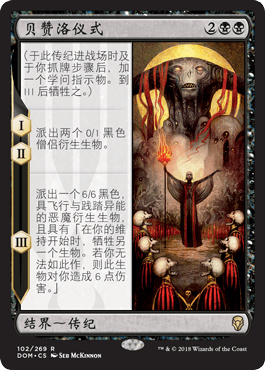 贝赞洛仪式 2
（于此传纪进战场时及
于你抓牌步骤后，加
一个学问指示物。到
III 后牺牲之。）
I
II
派出两个 0/1 黑色
僧侣衍生生物。
III
派出一个 6/6 黑色，
具飞行与践踏异能
的恶魔衍生生物，
且具有「在你的维
持开始时，牺牲另
一个生物。若你无
法如此作，则此生
物对你造成 6 点伤
害。」
结界～传纪
102/269 R
DOM • CS SEB MCKINNON
™ & © 2018 Wizards of the Coast